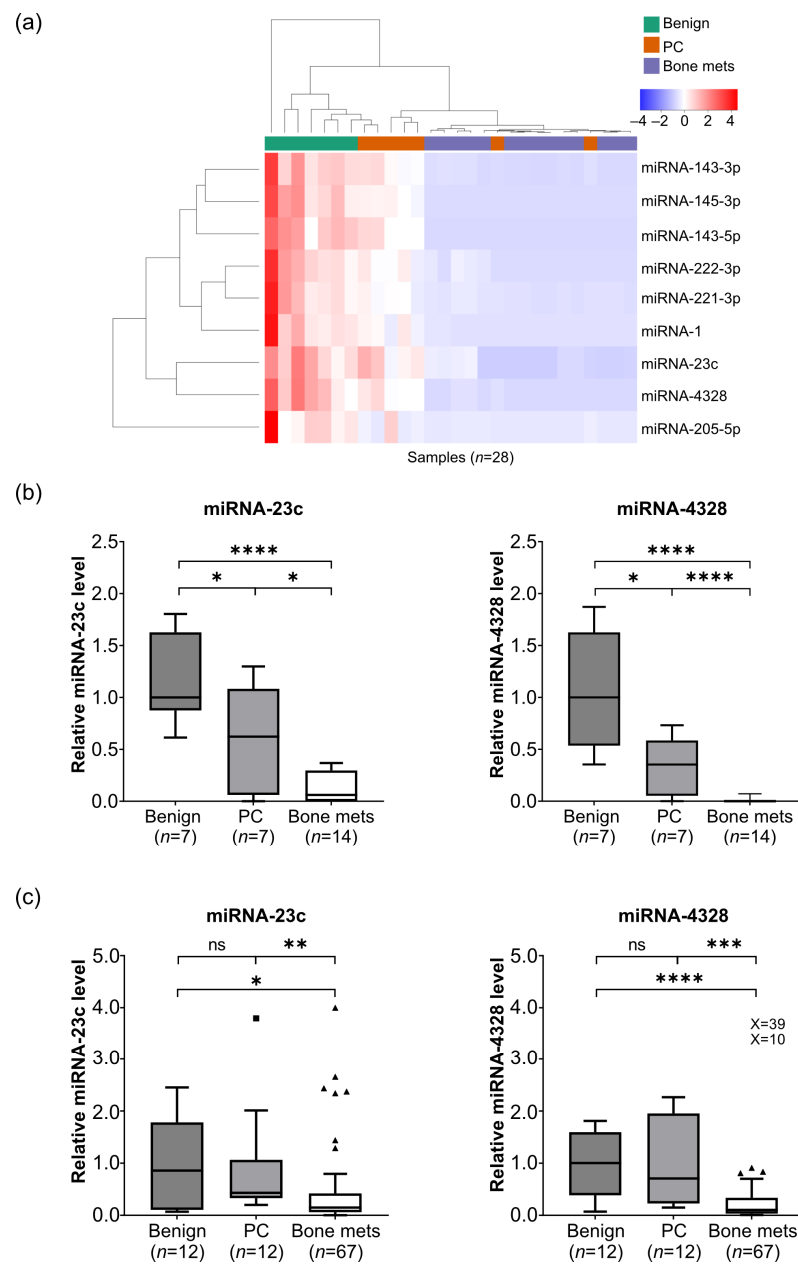 (a)
Benign
PC
Bone mets
−4 −2 0 2 4
miRNA-143-3p
miRNA-145-3p
miRNA-143-5p
miRNA-222-3p
miRNA-221-3p
miRNA-1
miRNA-23c
miRNA-4328
miRNA-205-5p
Samples (n=28)
(b)
miRNA-23c
Relative miRNA-23c level
2.5
2.0
1.5
1.0
0.5
0.0
****
* *
Benign PC Bone mets
(n=7) (n=7) (n=14)
miRNA-4328
Relative miRNA-4328 level
2.5
2.0
1.5
1.0
0.5
0.0
****
* ****
Benign PC Bone mets
(n=7) (n=7) (n=14)
(c)
miRNA-23c
Relative miRNA-23c level
5.0
4.0
3.0
2.0
1.0
0.0
ns **
*
Benign PC Bone mets
(n=12) (n=12) (n=67)
miRNA-4328
Relative miRNA-4328 level
5.0
4.0
3.0
2.0
1.0
0.0
ns ***
****
X=39
X=10
Benign PC Bone mets
(n=12) (n=12) (n=67)